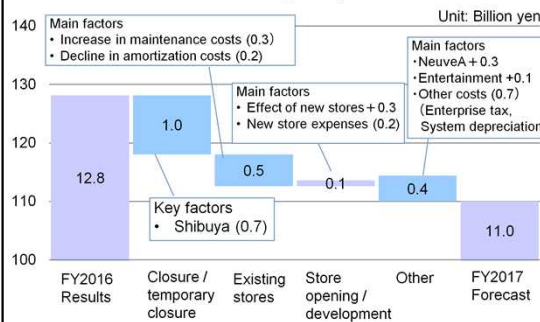 Unit: Billion yen
140
130
128
120
110
100
Main factors
• Increase in maintenance costs (0.3)
• Decline in amortization costs (0.2)
Main factors
• Effect of new stores+0.3
• New store expenses (0.2)
Main factors
・NeuveA+0.3
・Entertainment +0.1
・Other costs (0.7)
(Enterprise tax,
System depreciation
Key factors
• Shibuya (0.7)
12.8
1.0
0.5
0.1
0.4
11.0
FY2016
Results
Closure /
temporary
closure
Existing
stores
Store
opening /
development
Other
FY2017
Forecast